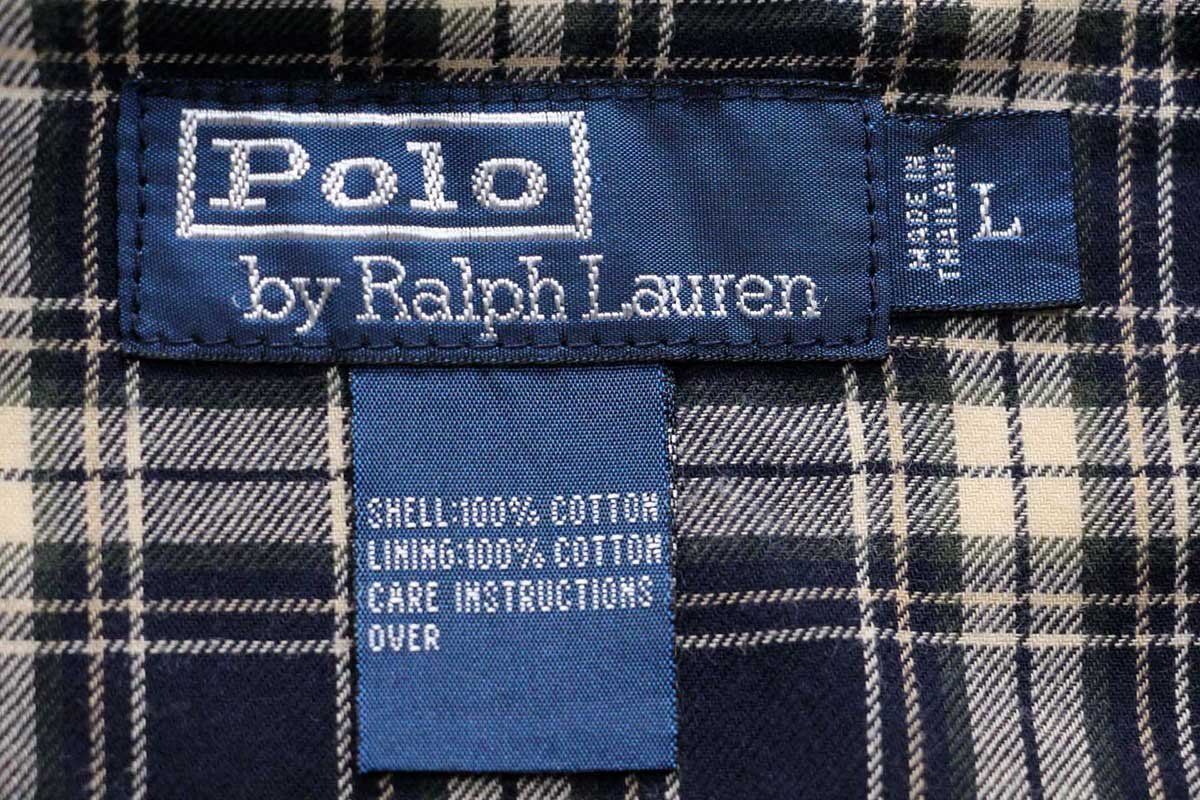 Polo
by Ralph Lauren
MADE IN
THAILAND
L
SHELL:100% COTTON
LINING:100% COTTON
CARE INSTRUCTIONS
OVER